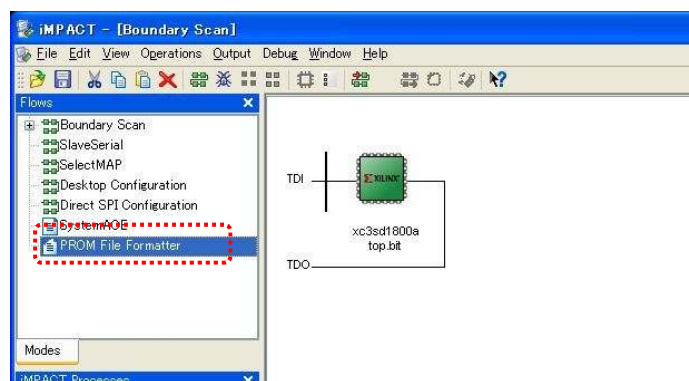 iMPACT - [Boundary Scan]
File Edit View Operations Output Debug Window Help
Flows
Boundary Scan
SlaveSerial
SelectMAP
Desktop Configuration
Direct SPI Configuration
SystemACE
PROM File Formatter
Modes
iMPACT Processes
TDI
XILINX
xc3sd1800a
top.bit
TDO